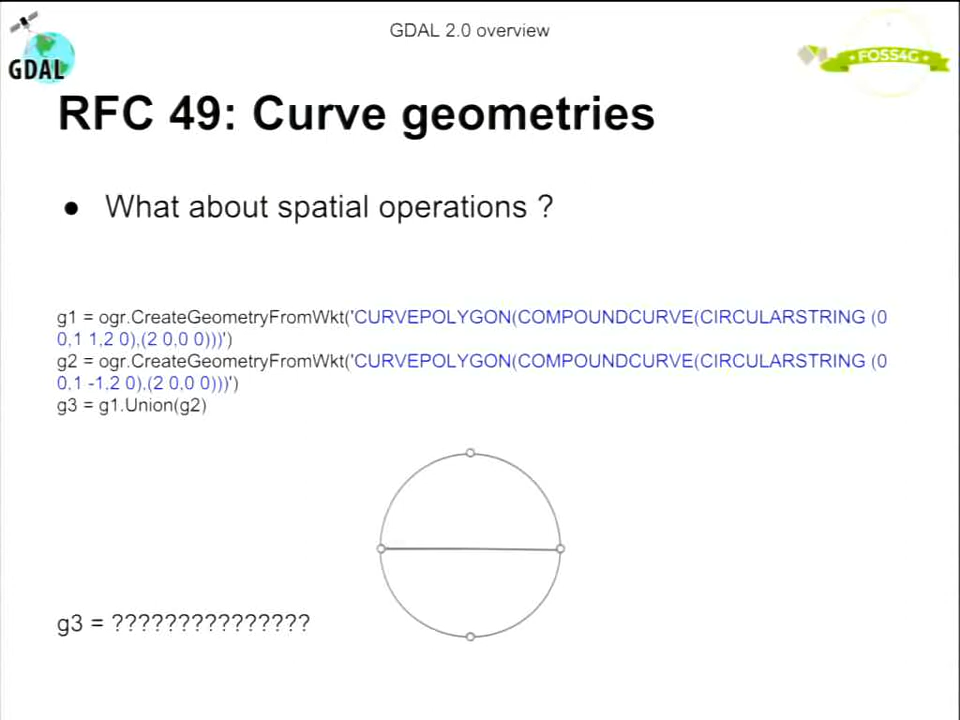 GDAL 2.0 overview
GDAL
FOSS4G
RFC 49: Curve geometries
● What about spatial operations ?
g1 = ogr.CreateGeometryFromWkt('CURVEPOLYGON(COMPOUNDCURVE(CIRCULARSTRING (0
0,1 1,2 0),(2 0,0 0)))')
g2 = ogr.CreateGeometryFromWkt('CURVEPOLYGON(COMPOUNDCURVE(CIRCULARSTRING (0
0,1 -1,2 0),(2 0,0 0)))')
g3 = g1.Union(g2)
g3 = ???????????????